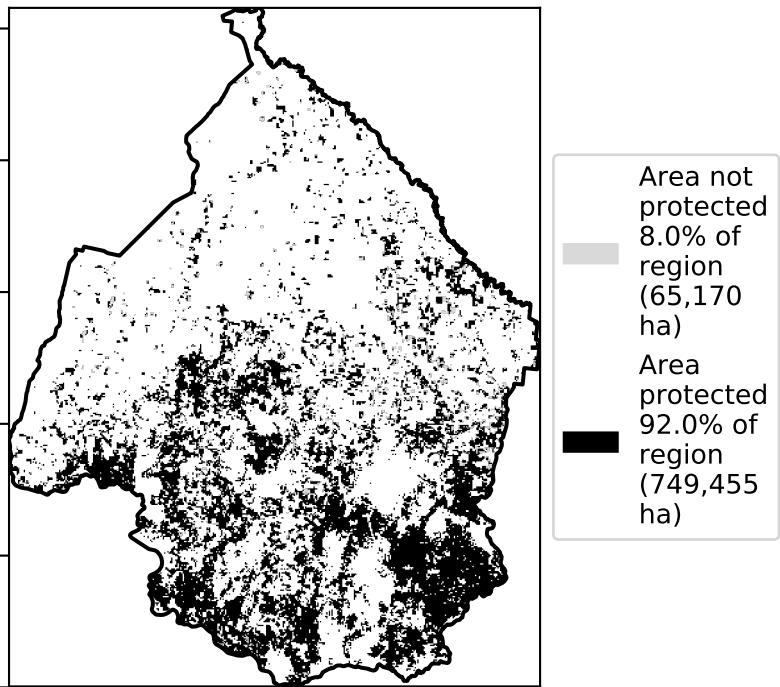 Area not
protected
8.0% of
region
(65,170
ha)
Area
protected
92.0% of
region
(749,455
ha)